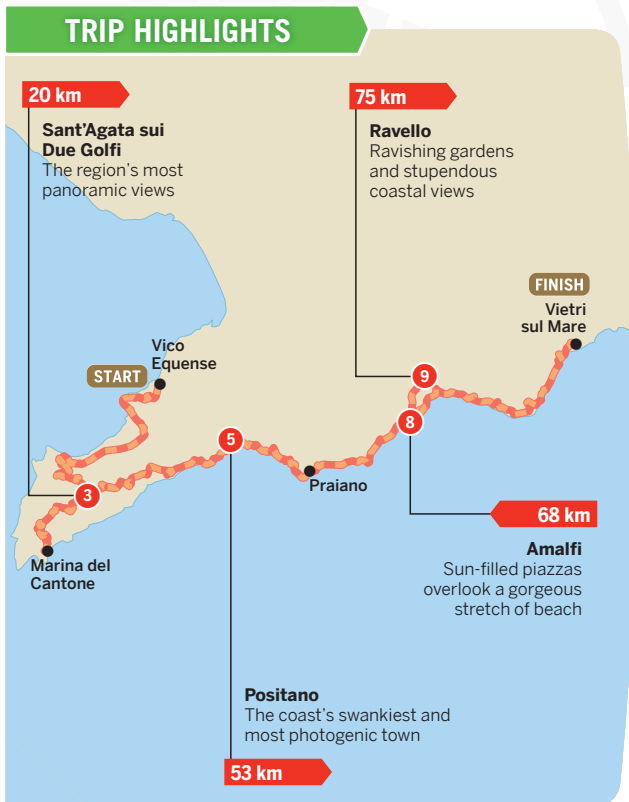 TRIP HIGHLIGHTS
20 km
Sant'Agata sui
Due Golfi
The region's most
panoramic views
75 km
Ravello
Ravishing gardens
and stupendous
coastal views
FINISH
Vietri
sul Mare
Vico
Equense
START
9
8
5
3
Praiano
Marina del
Cantone
68 km
Amalfi
Sun-filled piazzas
overlook a gorgeous
stretch of beach
Positano
The coast's swankiest and
most photogenic town
53 km